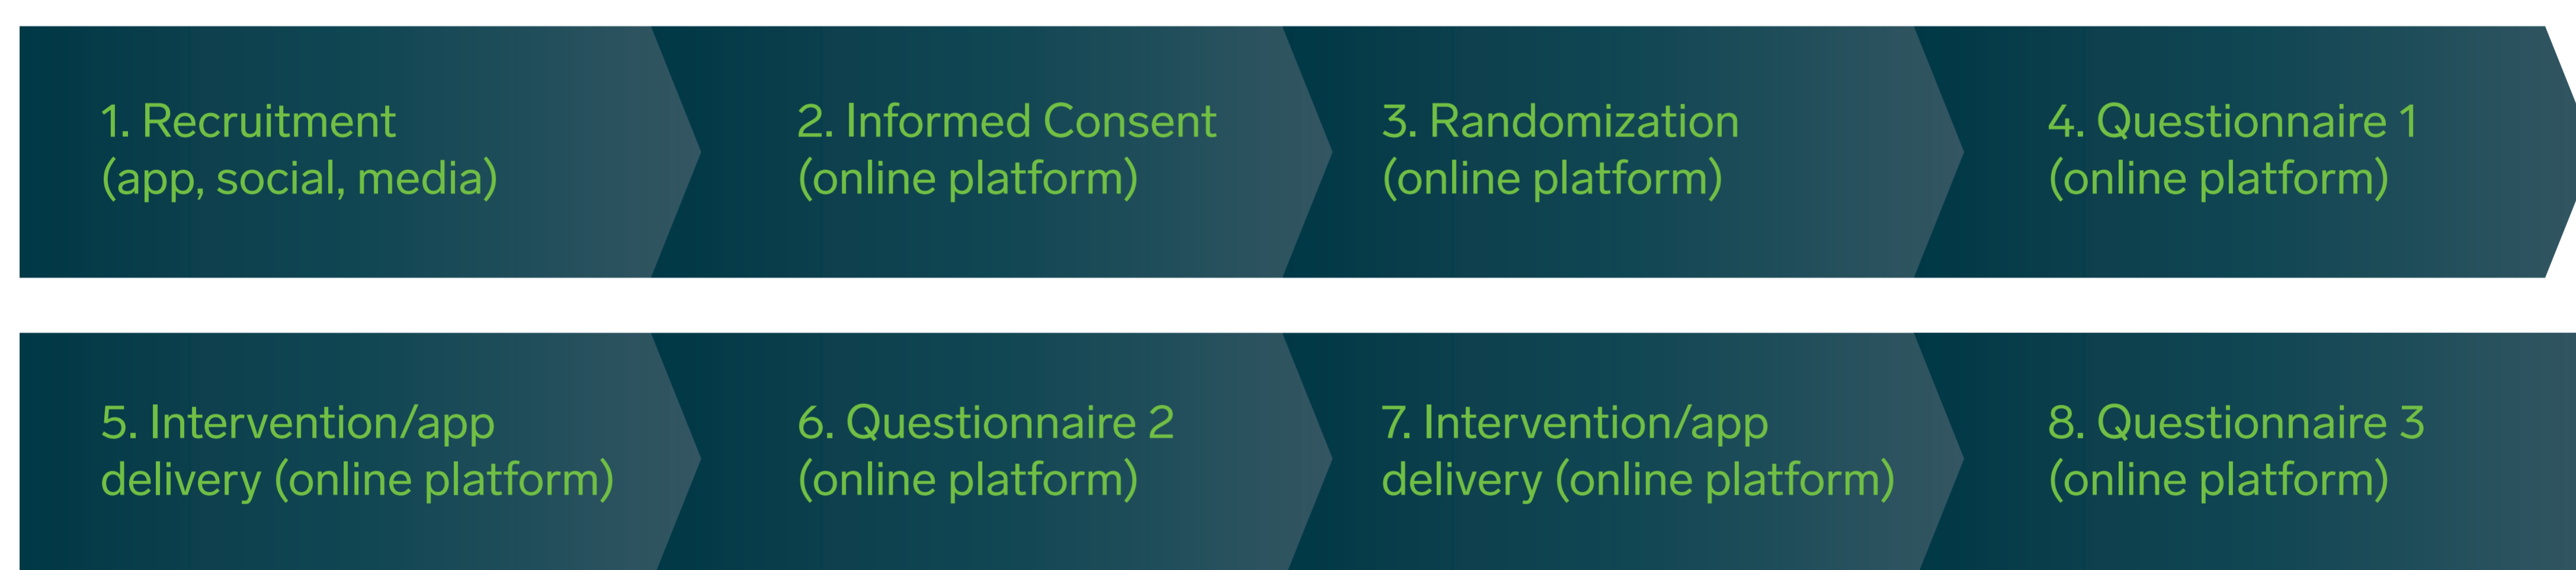 1. Recruitment
(app, social, media)
2. Informed Consent
(online platform)
3. Randomization
(online platform)
4. Questionnaire 1
(online platform)
5. Intervention/app
delivery (online platform)
6. Questionnaire 2
(online platform)
7. Intervention/app
delivery (online platform)
8. Questionnaire 3
(online platform)